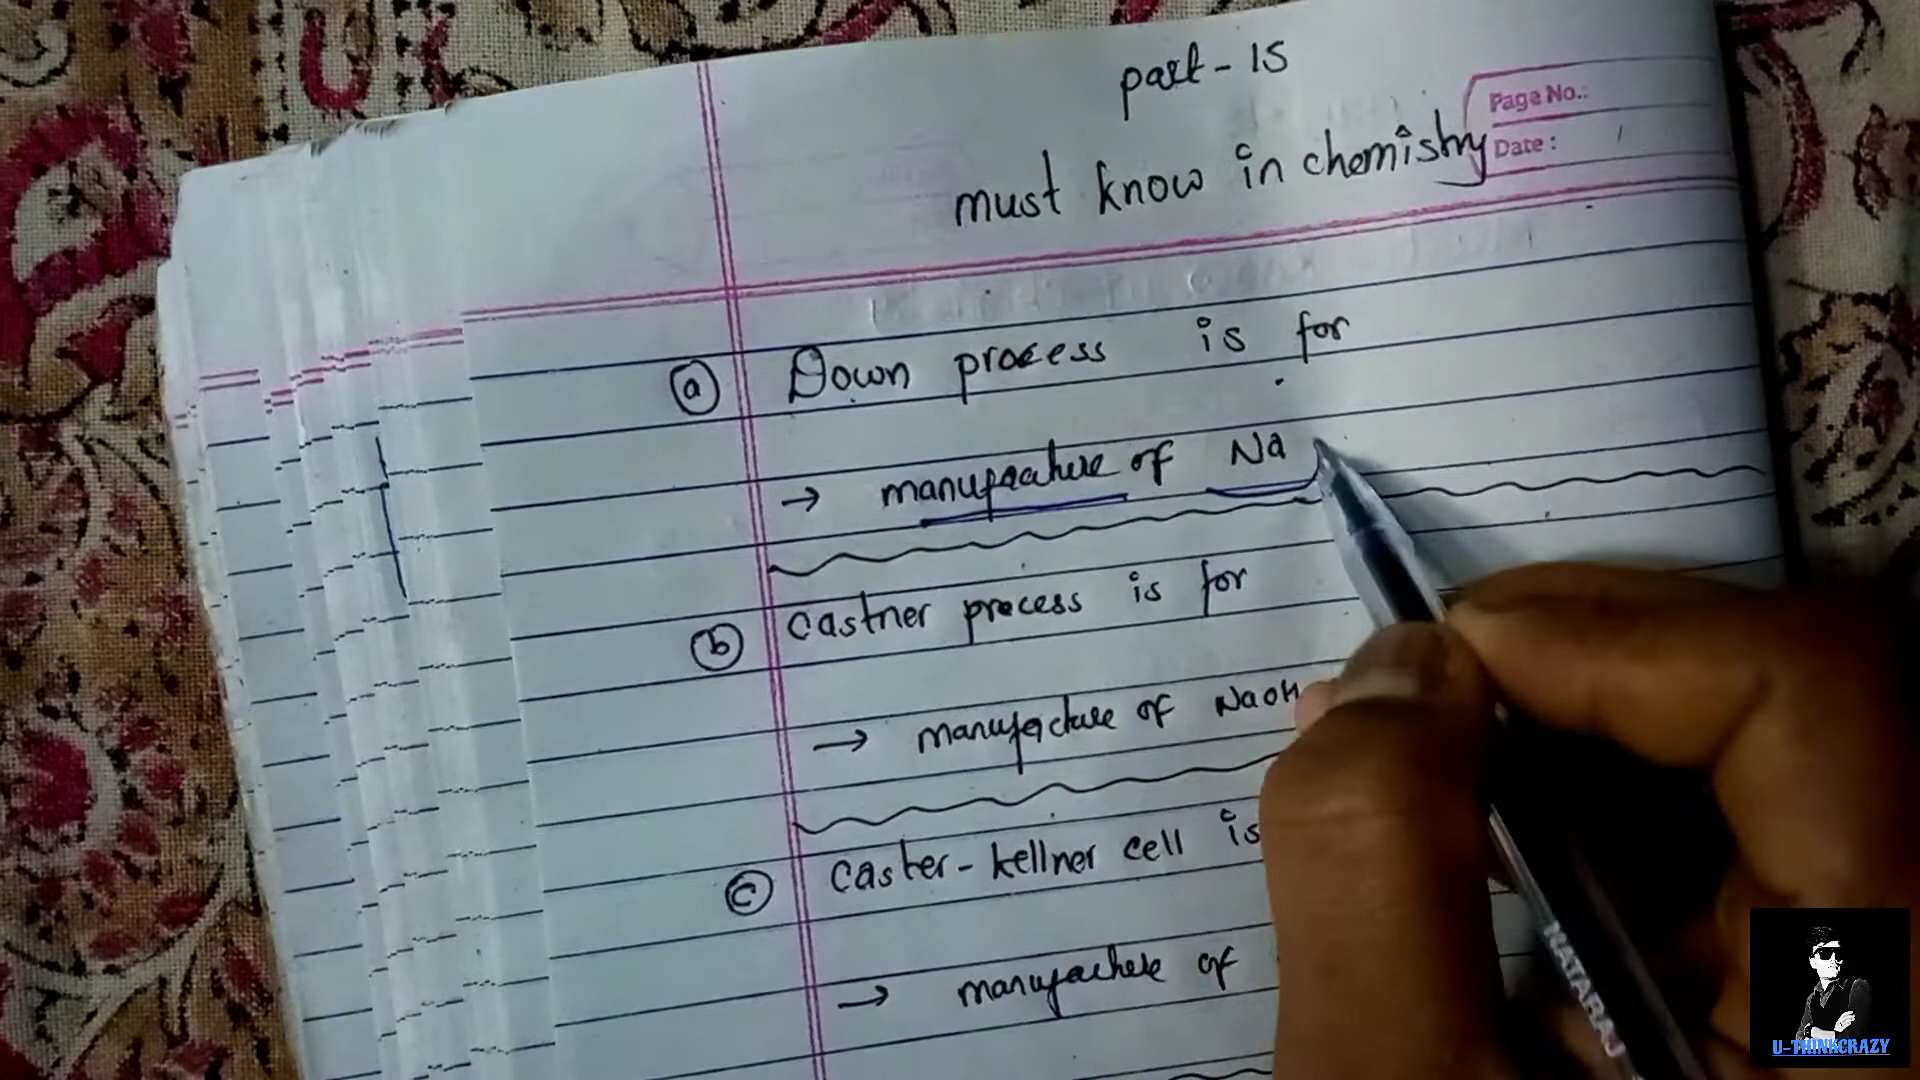 part - 15
must know in chemistry
Page No.:
Date :
ⓐ Down process is for
→ manufacture of Na
ⓑ castner process is for
→ manufacture of NaOH
ⓒ caster - kellner cell is
→ manufacture of
NATARAJ
U-THINKCRAZY